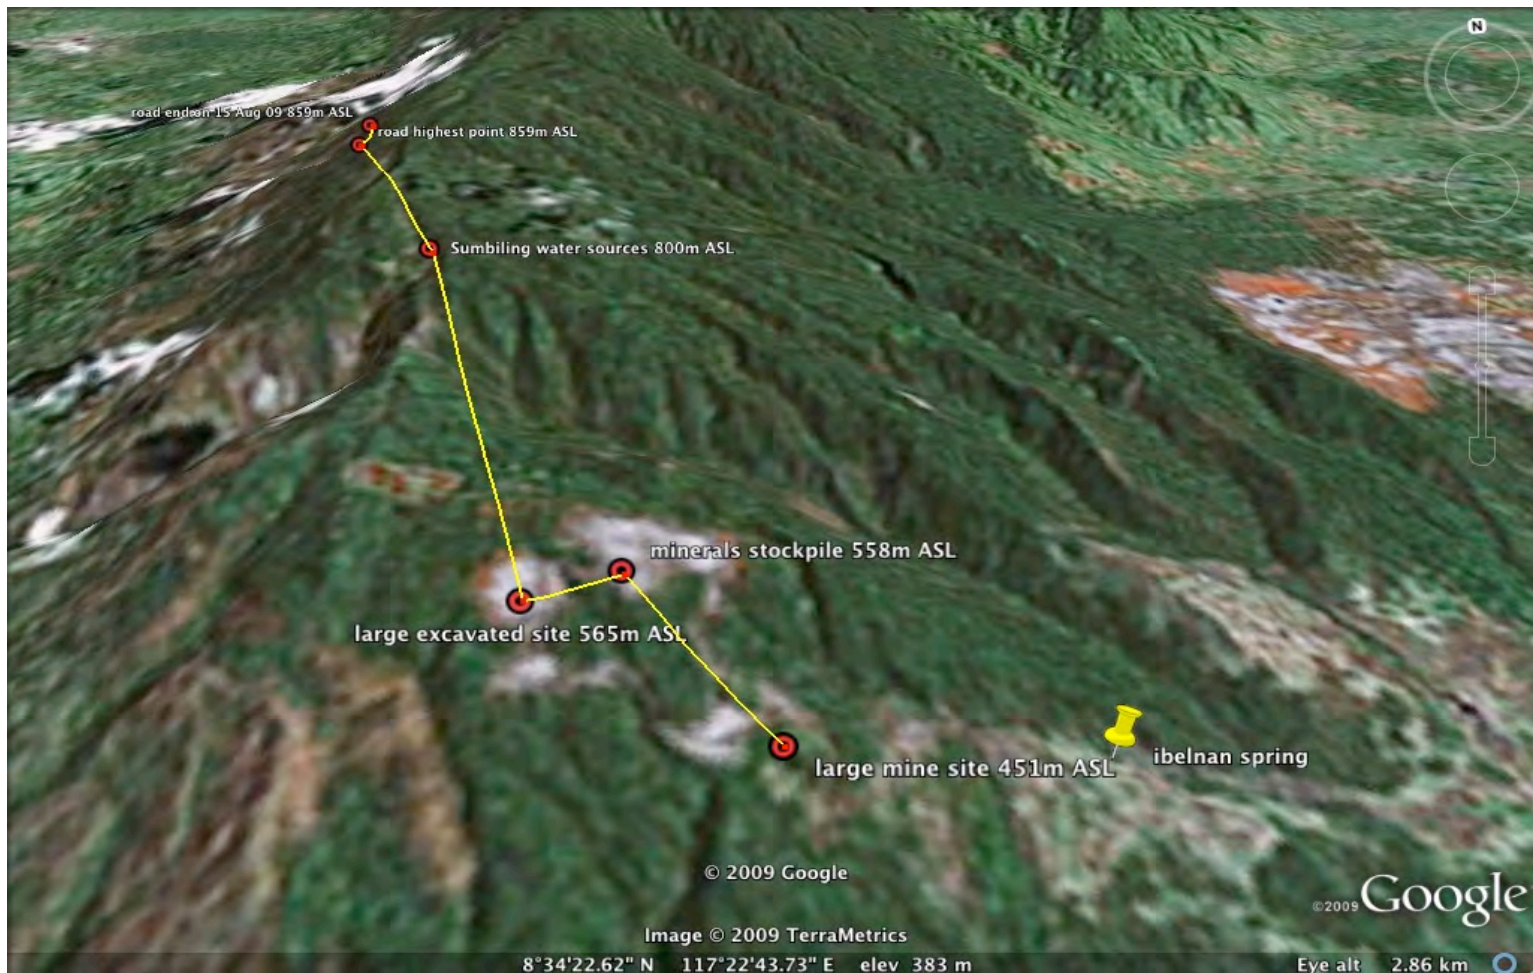 N
road end on 15 Aug 09 859m ASL
road highest point 859m ASL
Sumbiling water sources 800m ASL
minerals stockpile 558m ASL
large excavated site 565m ASL
ibelnan spring
large mine site 451m ASL
© 2009 Google
©2009 Google
Image © 2009 TerraMetrics
8°34'22.62" N 117°22'43.73" E elev 383 m Eye alt 2.86 km